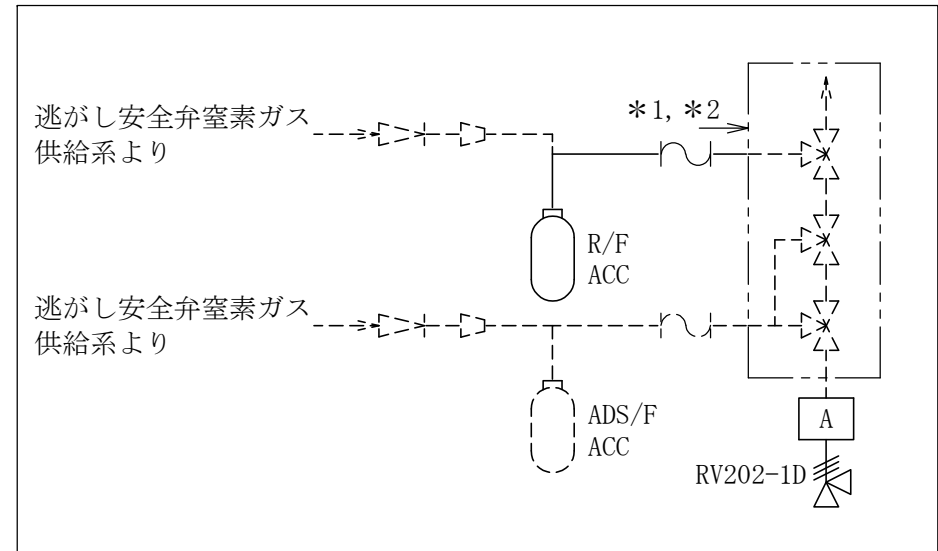 逃がし安全弁窒素ガス
供給系より
*1, *2
R/F
ACC
逃がし安全弁窒素ガス
供給系より
ADS/F
ACC
A
RV202-1D